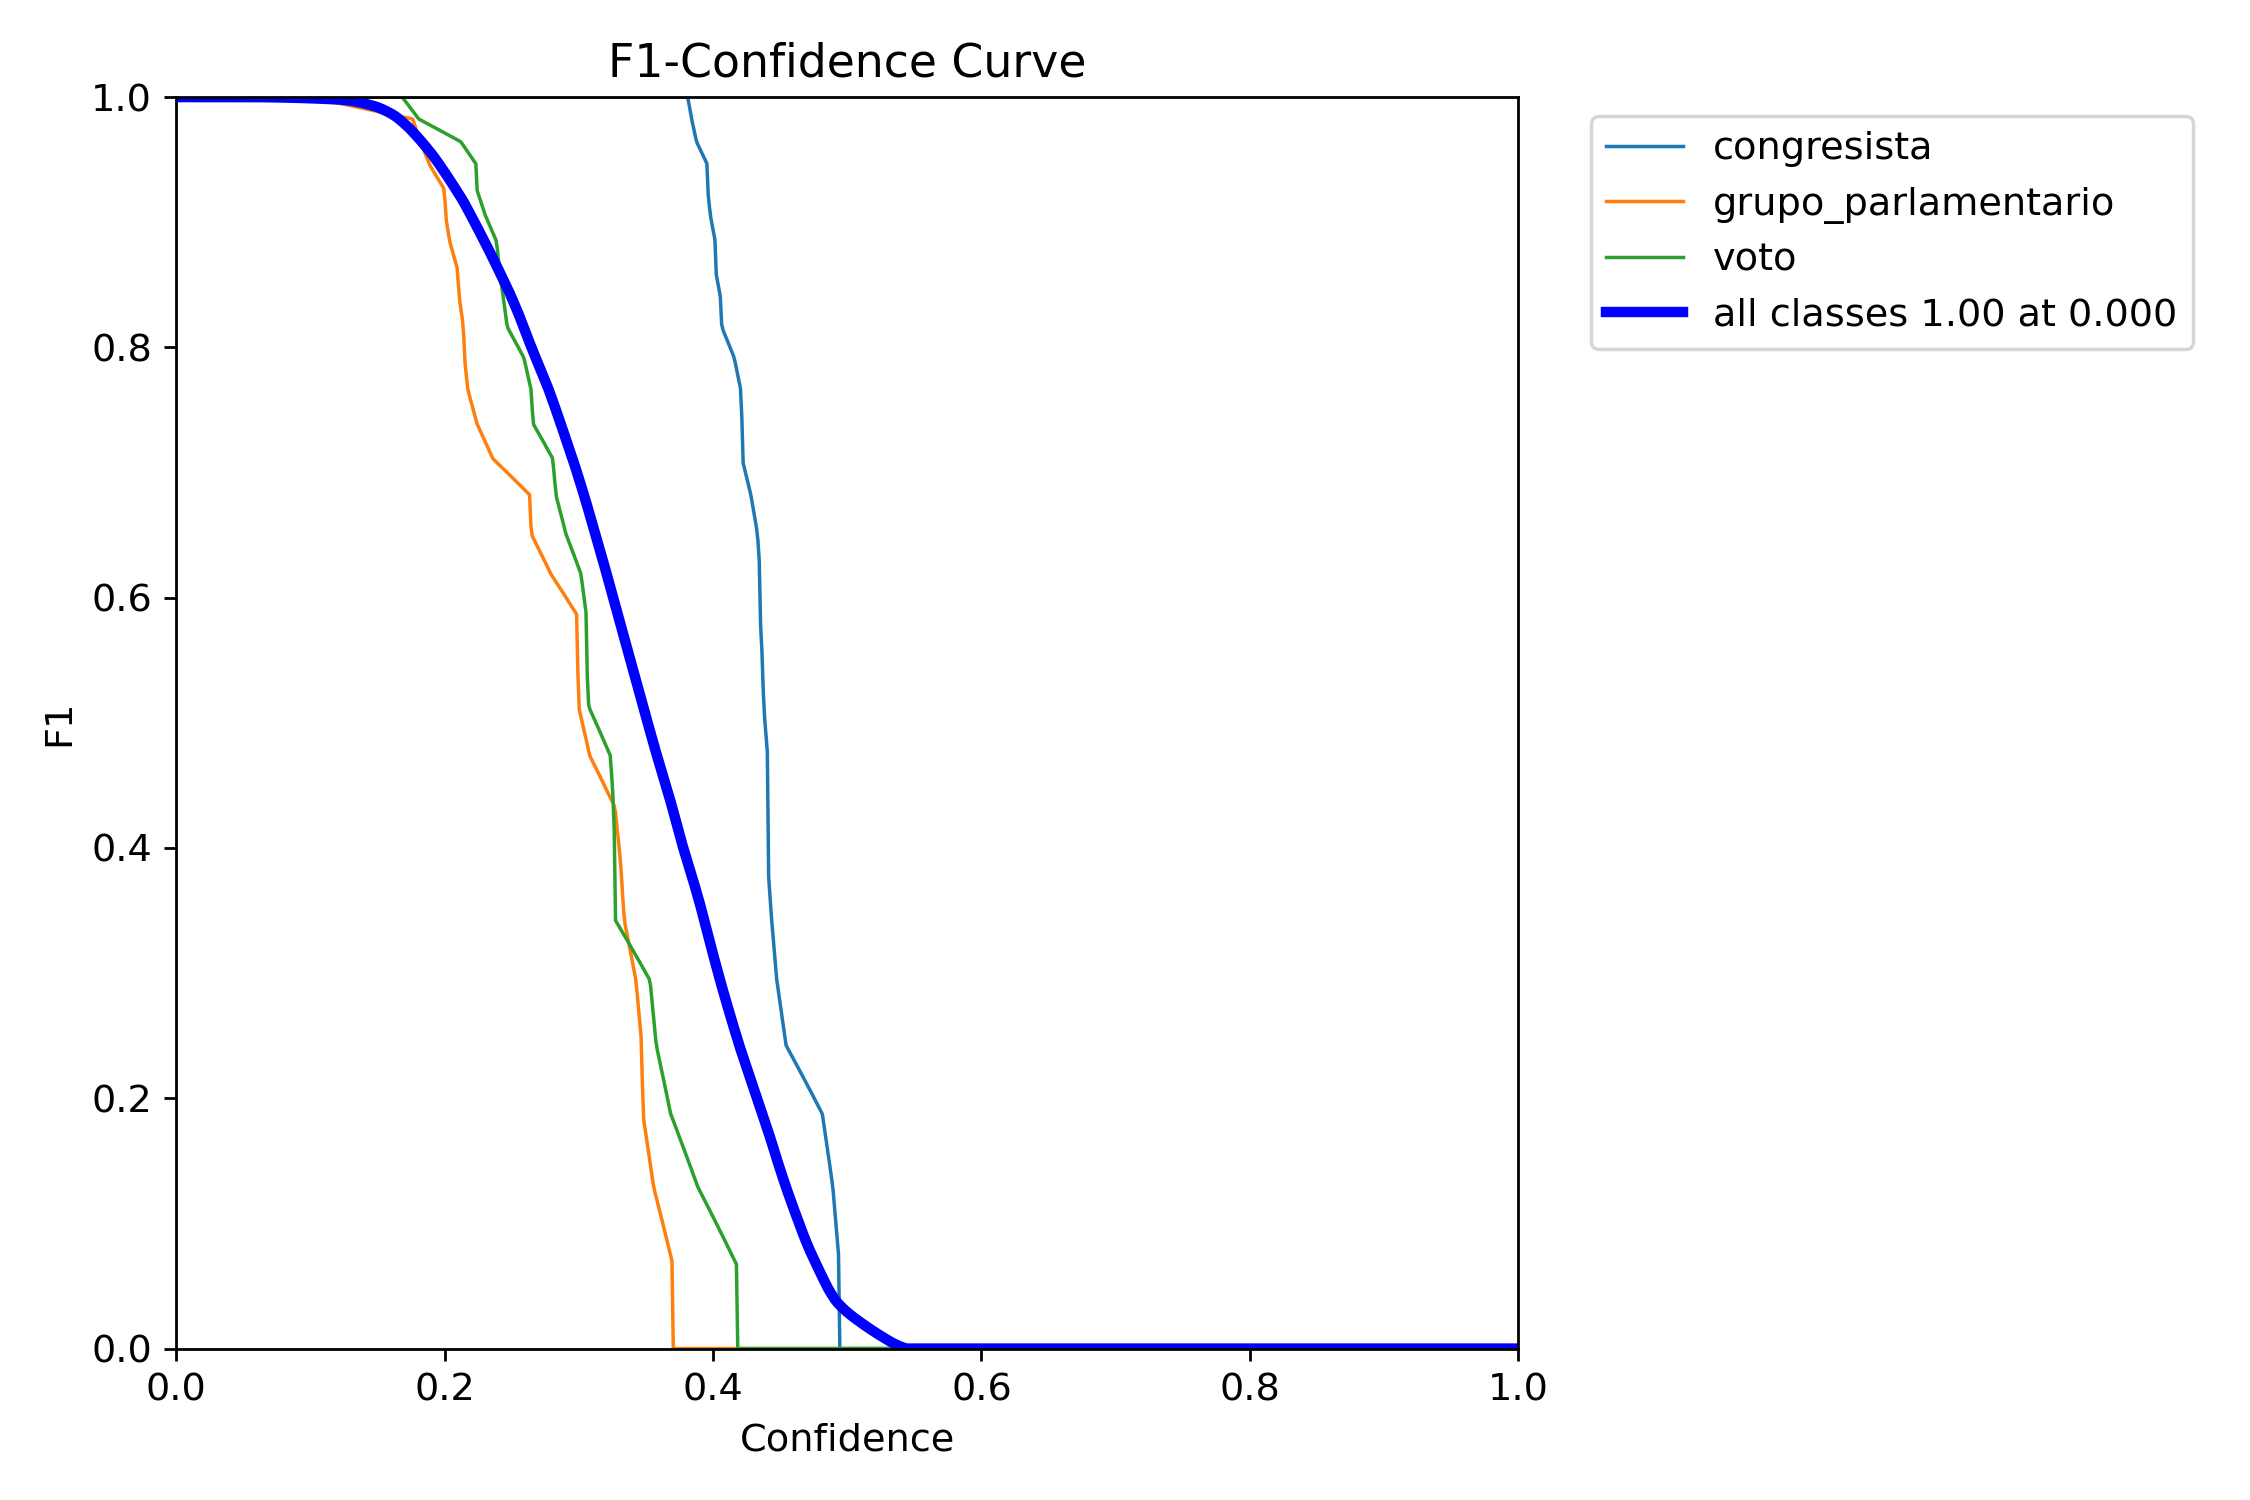 F1-Confidence Curve
1.0
0.8
0.6
0.4
0.2
0.0
F1
0.0 0.2 0.4 0.6 0.8 1.0
Confidence
congresista
grupo_parlamentario
voto
all classes 1.00 at 0.000